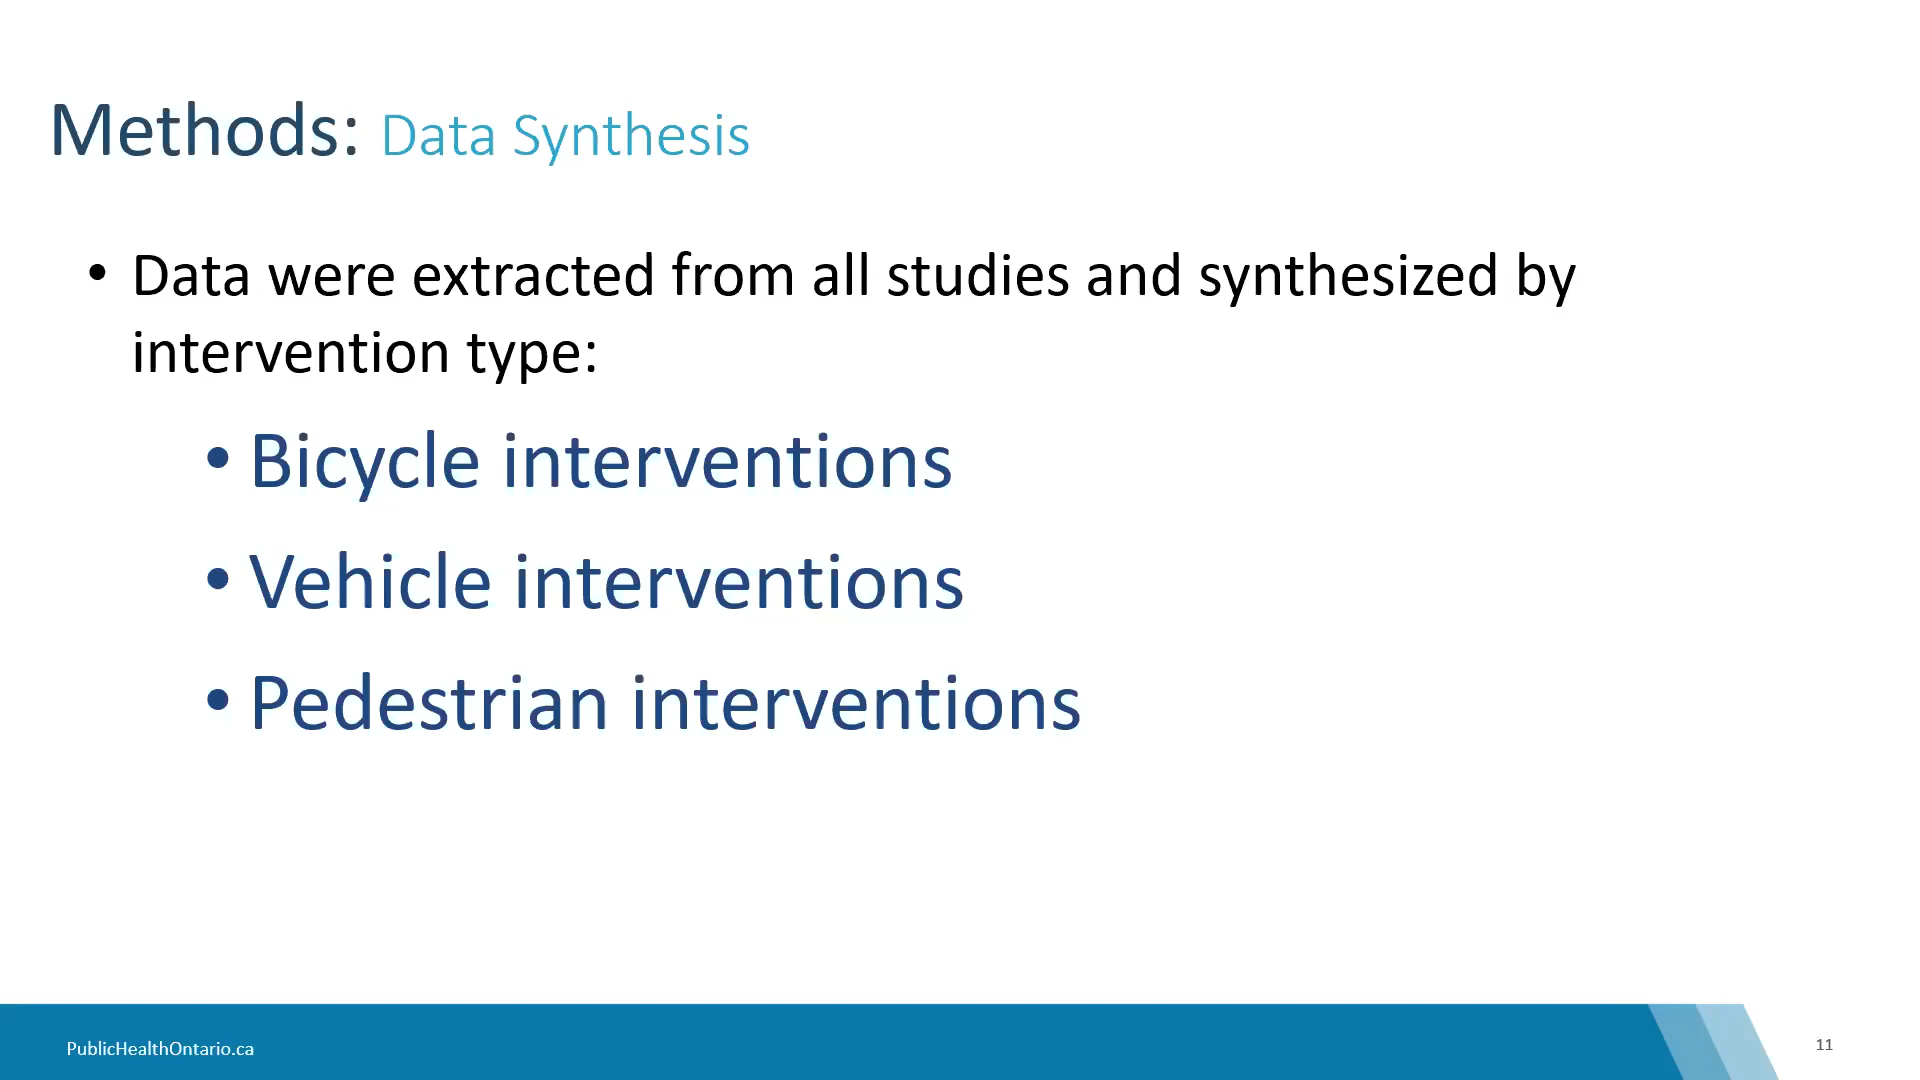 Methods: Data Synthesis
• Data were extracted from all studies and synthesized by
intervention type:
• Bicycle interventions
• Vehicle interventions
• Pedestrian interventions
PublicHealthOntario.ca
11